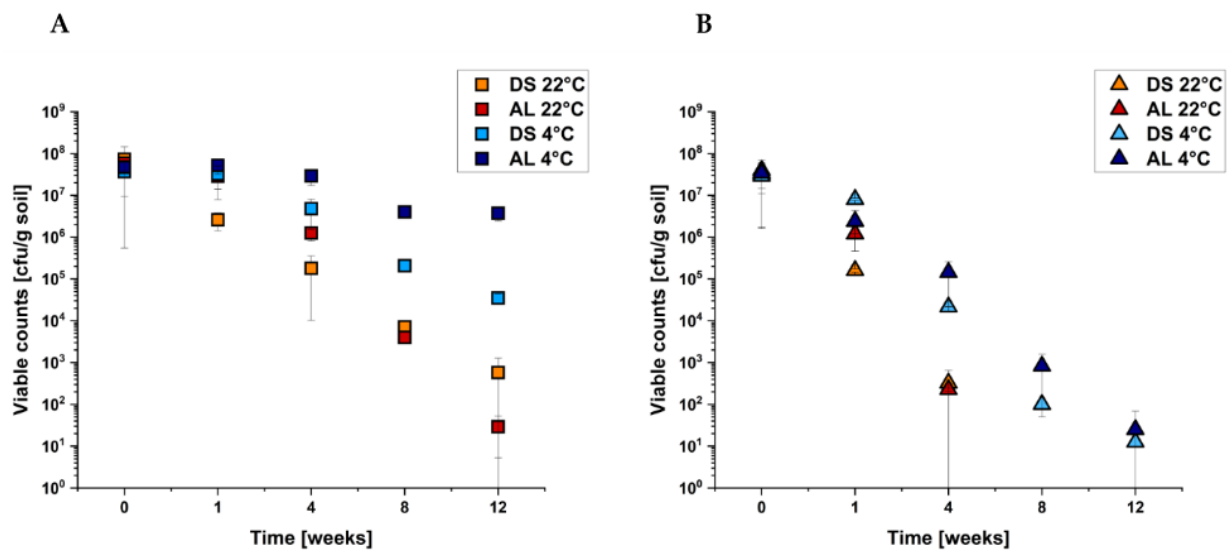 A
DS 22°C
AL 22°C
DS 4°C
AL 4°C
Viable counts [cfu/g soil]
10⁹
10⁸
10⁷
10⁶
10⁵
10⁴
10³
10²
10¹
10⁰
0 1 4 8 12
Time [weeks]
B
DS 22°C
AL 22°C
DS 4°C
AL 4°C
Viable counts [cfu/g soil]
10⁹
10⁸
10⁷
10⁶
10⁵
10⁴
10³
10²
10¹
10⁰
0 1 4 8 12
Time [weeks]